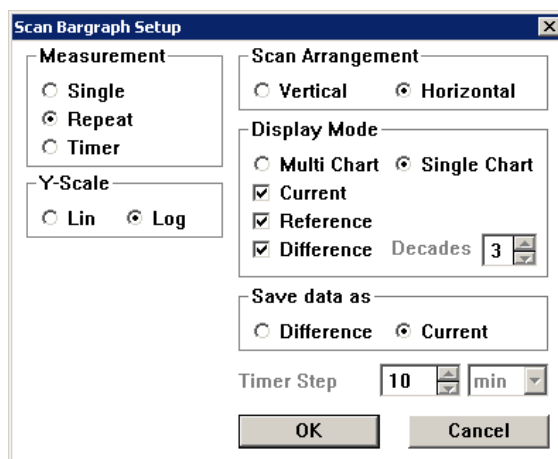 Scan Bargraph Setup
Measurement
Single
Repeat
Timer
Y-Scale
Lin Log
Scan Arrangement
Vertical Horizontal
Display Mode
Multi Chart Single Chart
Current
Reference
Difference Decades 3
Save data as
Difference Current
Timer Step 10 min
OK Cancel